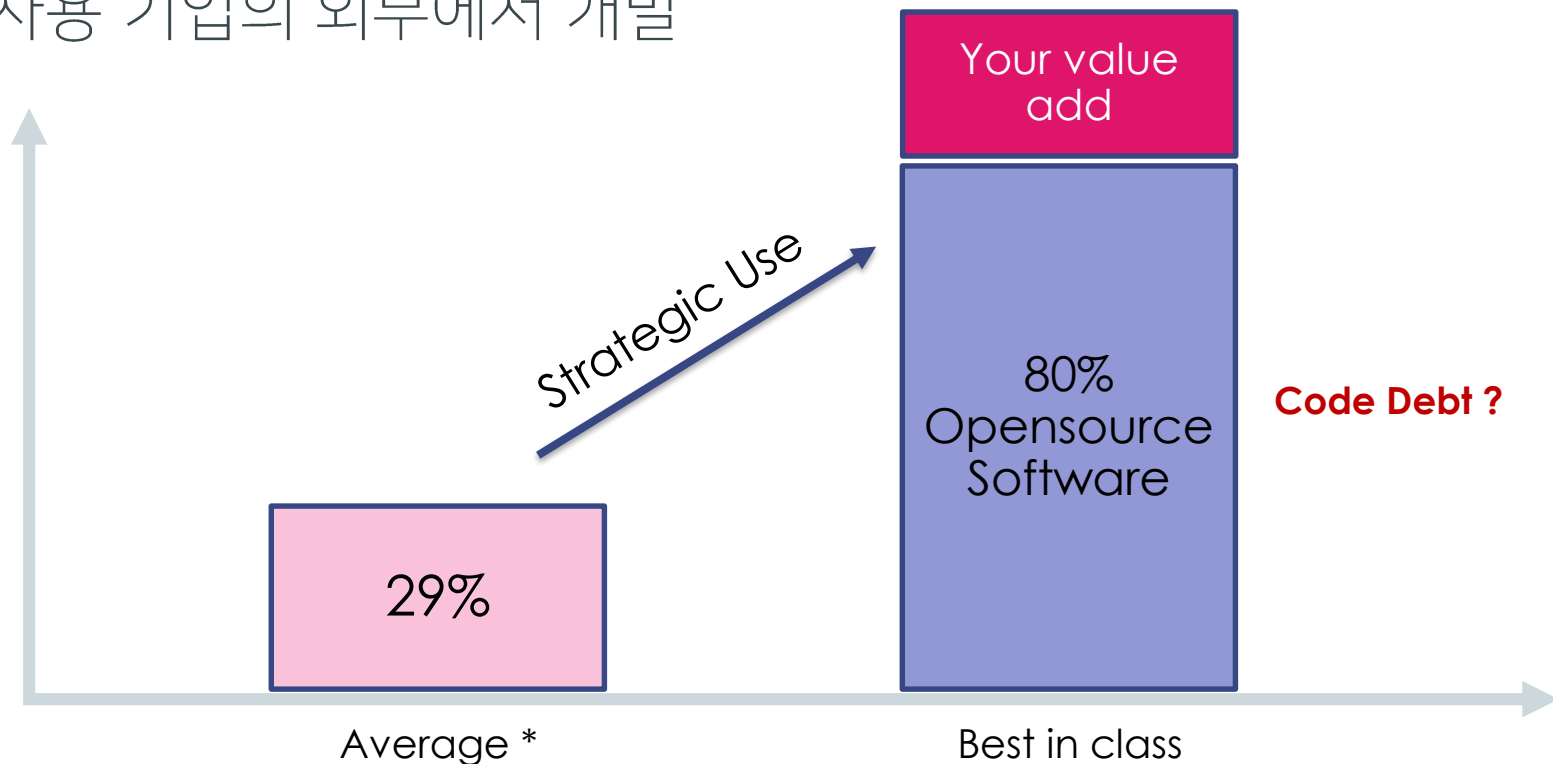 사용 기업의 외부에서 개발
Your value
add
Strategic Use
80%
Opensource
Software
Code Debt ?
29%
Average *
Best in class